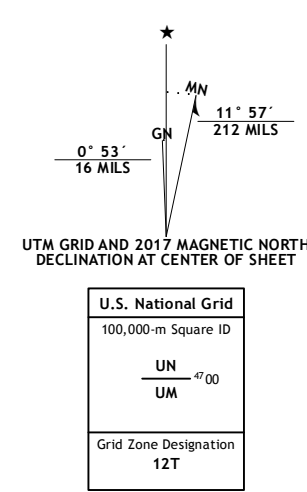 ★
MN
GN
11° 57´
212 MILS
0° 53´
16 MILS
UTM GRID AND 2017 MAGNETIC NORTH
DECLINATION AT CENTER OF SHEET
U.S. National Grid
100,000-m Square ID
UN
4700
UM
Grid Zone Designation
12T